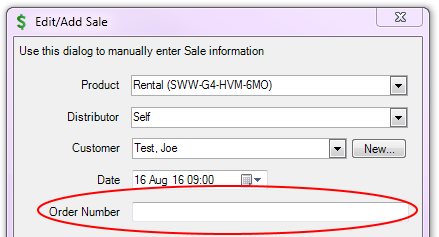 Edit/Add Sale
Use this dialog to manually enter Sale information
Product Rental (SWW-G4-HVM-6MO)
Distributor Self
Customer Test, Joe New...
Date 16 Aug 16 09:00
Order Number